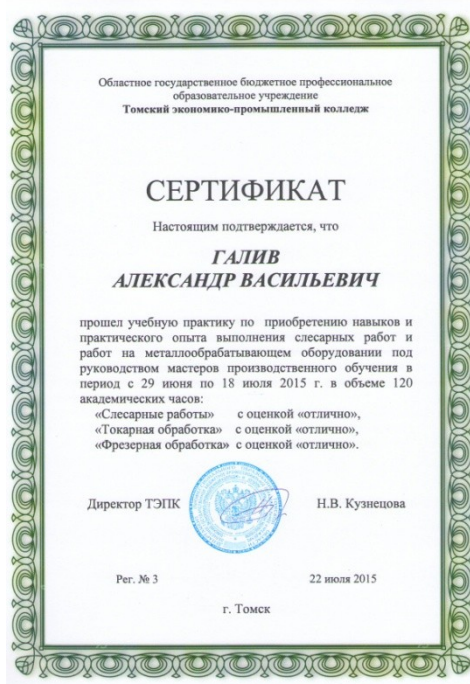 Областное государственное бюджетное профессиональное
образовательное учреждение
Томский экономико-промышленный колледж
СЕРТИФИКАТ
Настоящим подтверждается, что
ГАЛИВ
АЛЕКСАНДР ВАСИЛЬЕВИЧ
прошел учебную практику по приобретению навыков и
практического опыта выполнения слесарных работ и
работ на металлообрабатывающем оборудовании под
руководством мастеров производственного обучения в
период с 29 июня по 18 июля 2015 г. в объеме 120
академических часов:
«Слесарные работы» с оценкой «отлично»,
«Токарная обработка» с оценкой «отлично»,
«Фрезерная обработка» с оценкой «отлично».
Директор ТЭПК Н.В. Кузнецова
Рег. № 3 22 июля 2015
г. Томск